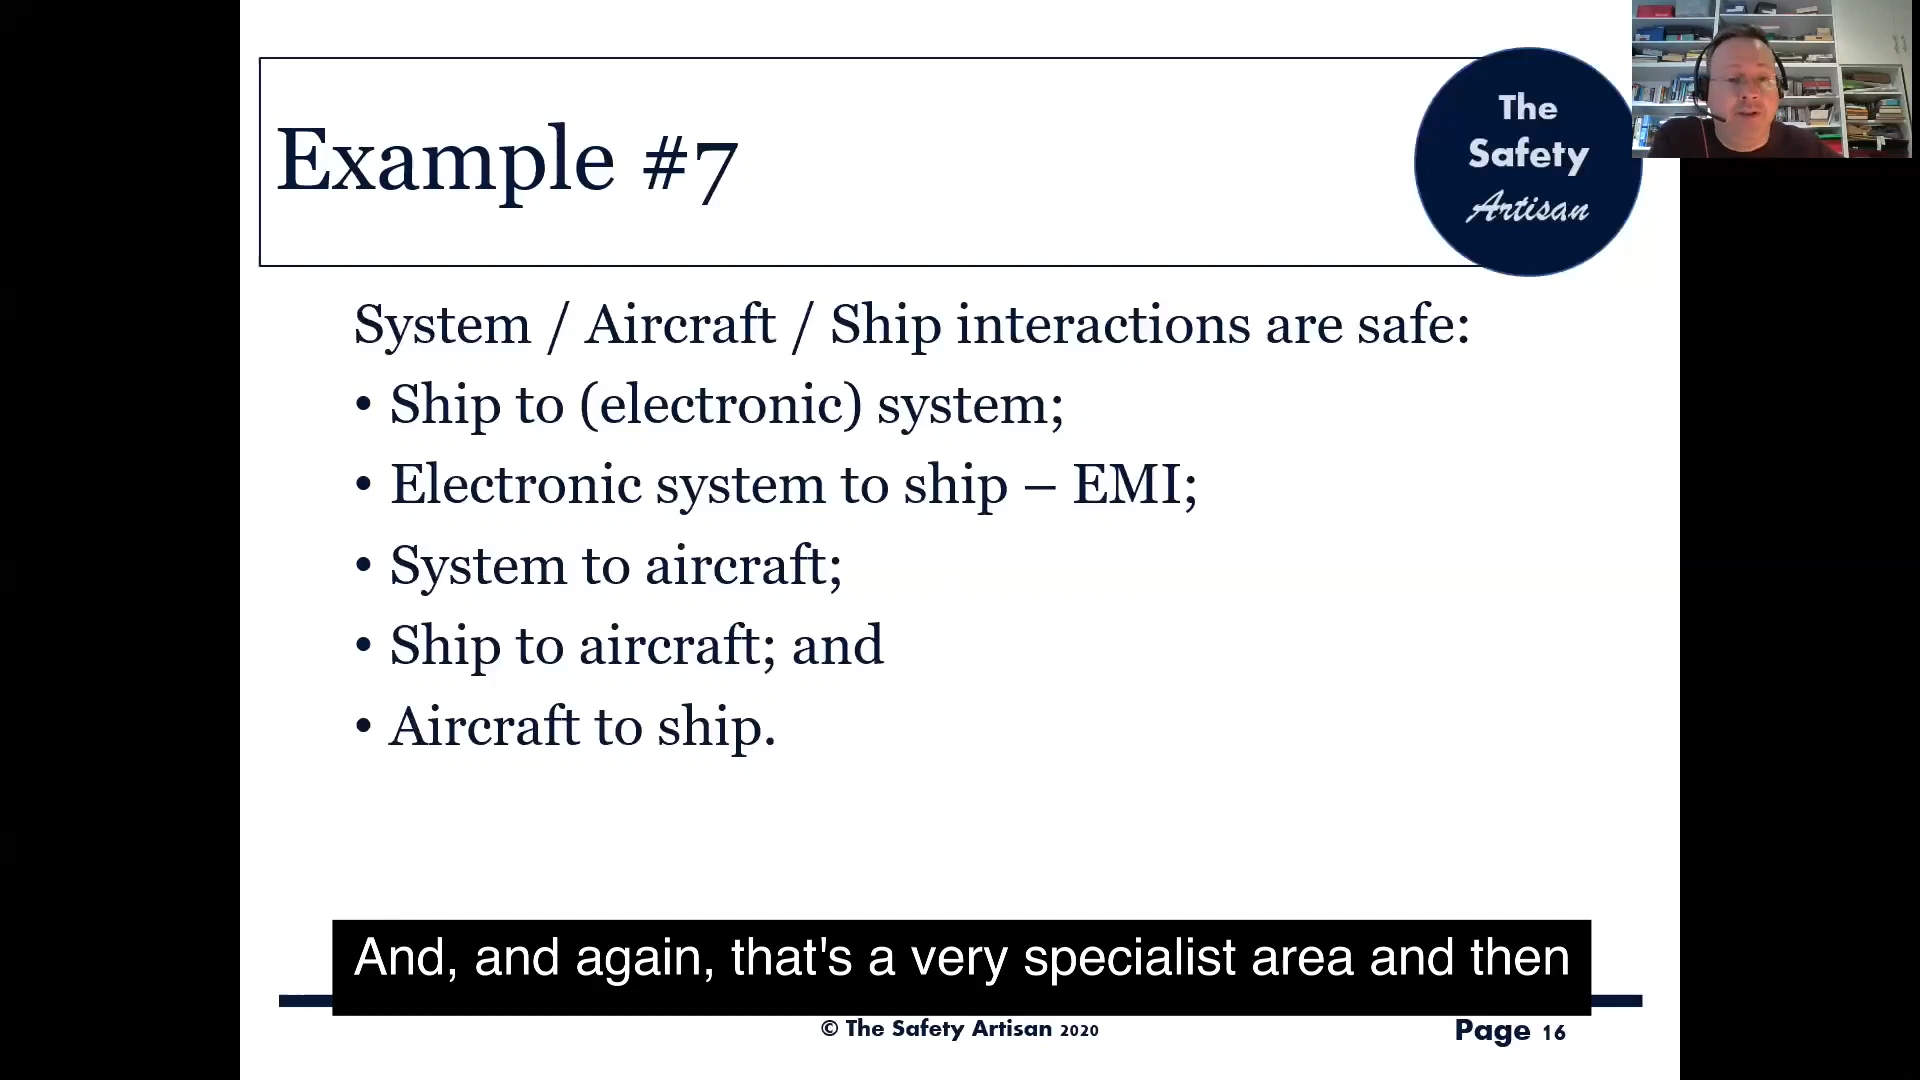 Example #7
The
Safety
Artisan
System / Aircraft / Ship interactions are safe:
• Ship to (electronic) system;
• Electronic system to ship – EMI;
• System to aircraft;
• Ship to aircraft; and
• Aircraft to ship.
And, and again, that's a very specialist area and then
© The Safety Artisan 2020
Page 16